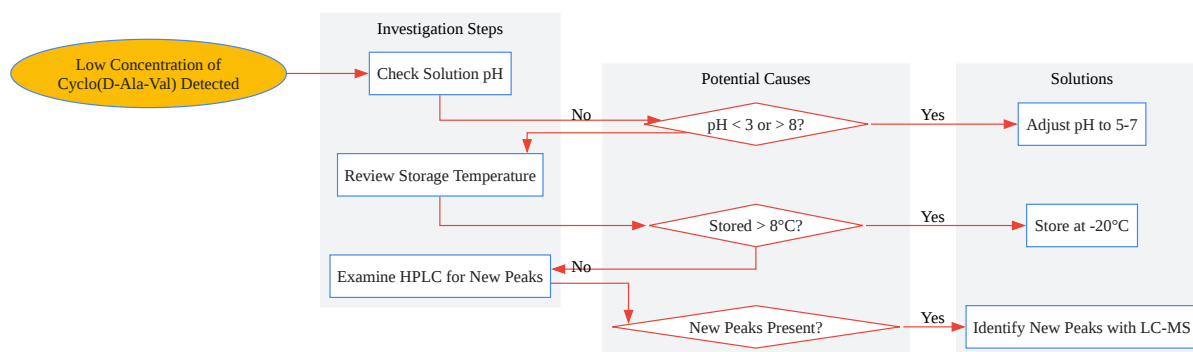 Investigation Steps
Low Concentration of
Cyclo(D-Ala-Val) Detected
Check Solution pH
Potential Causes
Solutions
No
pH < 3 or > 8?
Yes
Adjust pH to 5-7
Review Storage Temperature
Stored > 8°C?
Yes
Store at -20°C
Examine HPLC for New Peaks
No
New Peaks Present?
Yes
Identify New Peaks with LC-MS